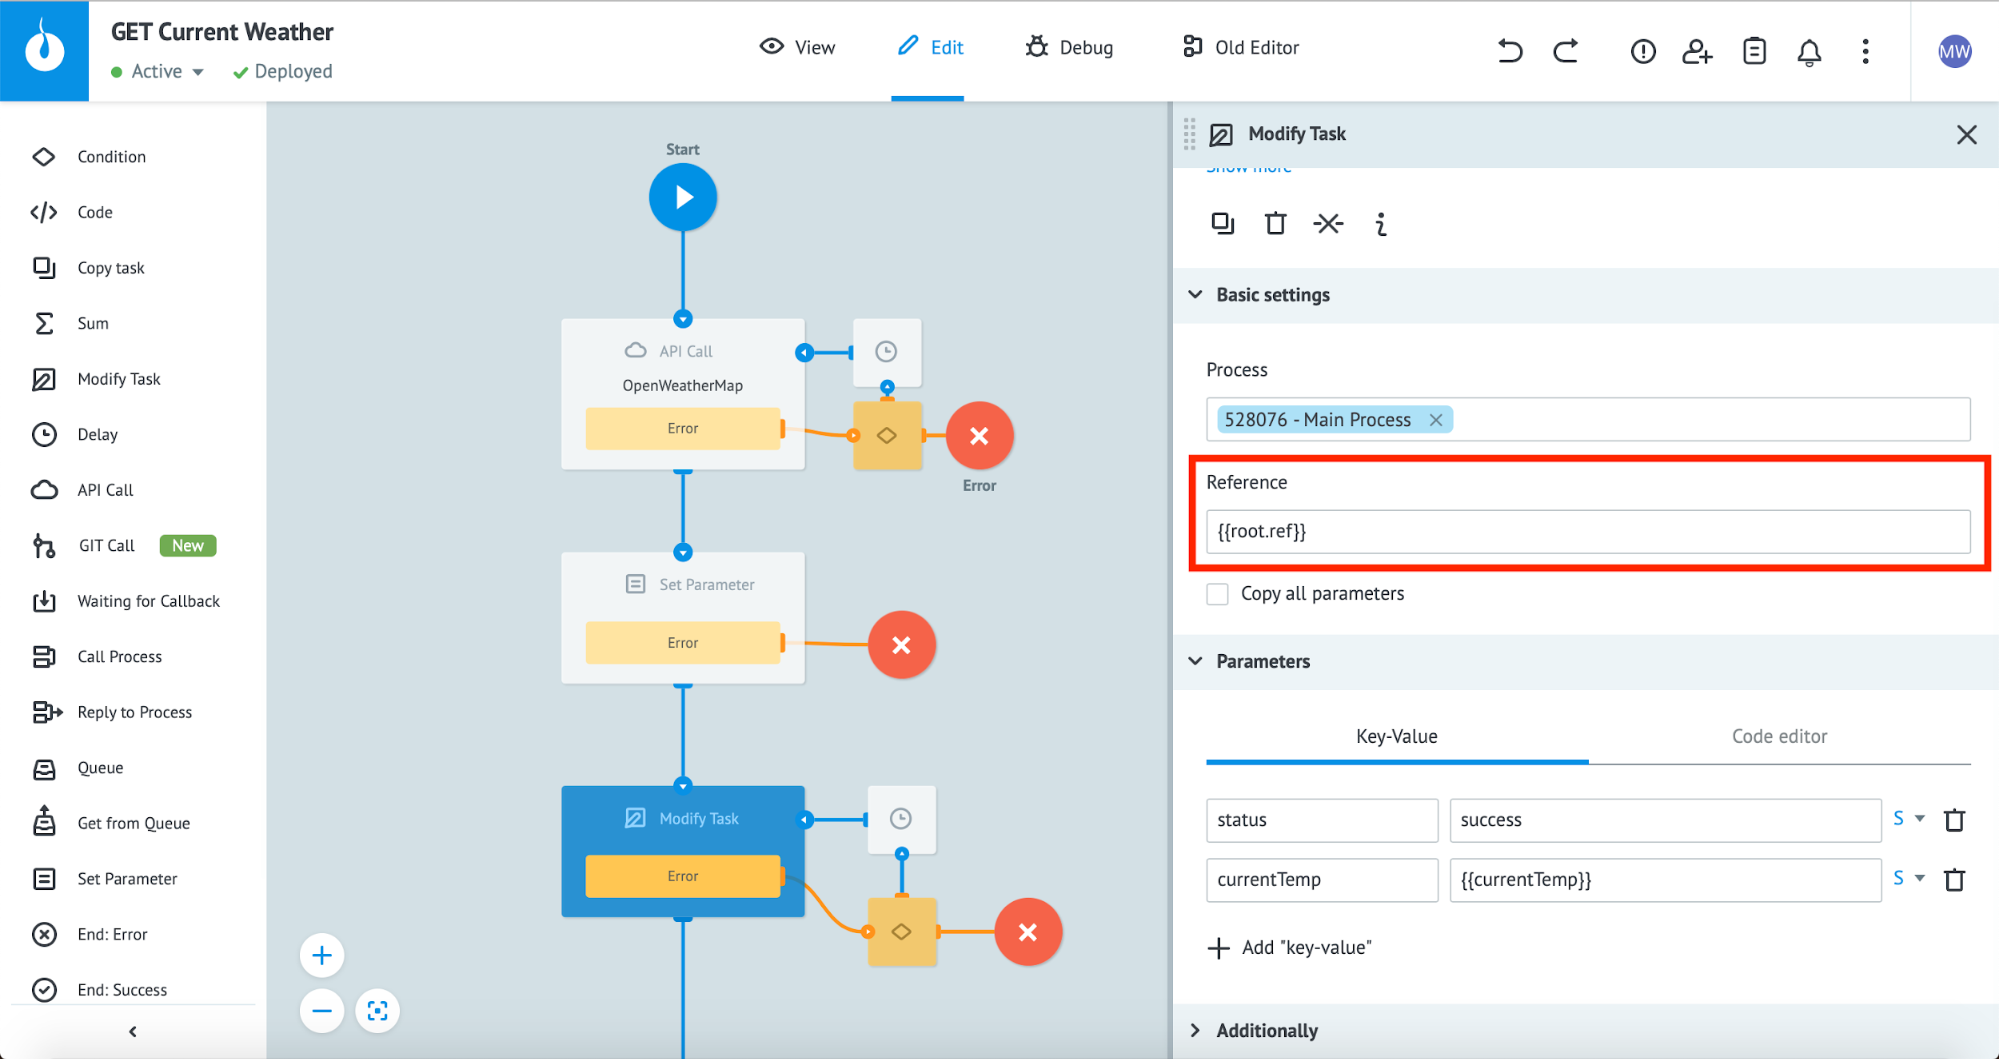 GET Current Weather
Active
Deployed
View
Edit
Debug
Old Editor
MW
Condition
Code
Copy task
Sum
Modify Task
Delay
API Call
GIT Call New
Waiting for Callback
Call Process
Reply to Process
Queue
Get from Queue
Set Parameter
End: Error
End: Success
Start
API Call
OpenWeatherMap
Error
Error
Set Parameter
Error
Modify Task
Error
Modify Task
Show more
Basic settings
Process
528076 - Main Process
Reference
{{root.ref}}
Copy all parameters
Parameters
Key-Value Code editor
status success S
currentTemp {{currentTemp}} S
Add "key-value"
Additionally